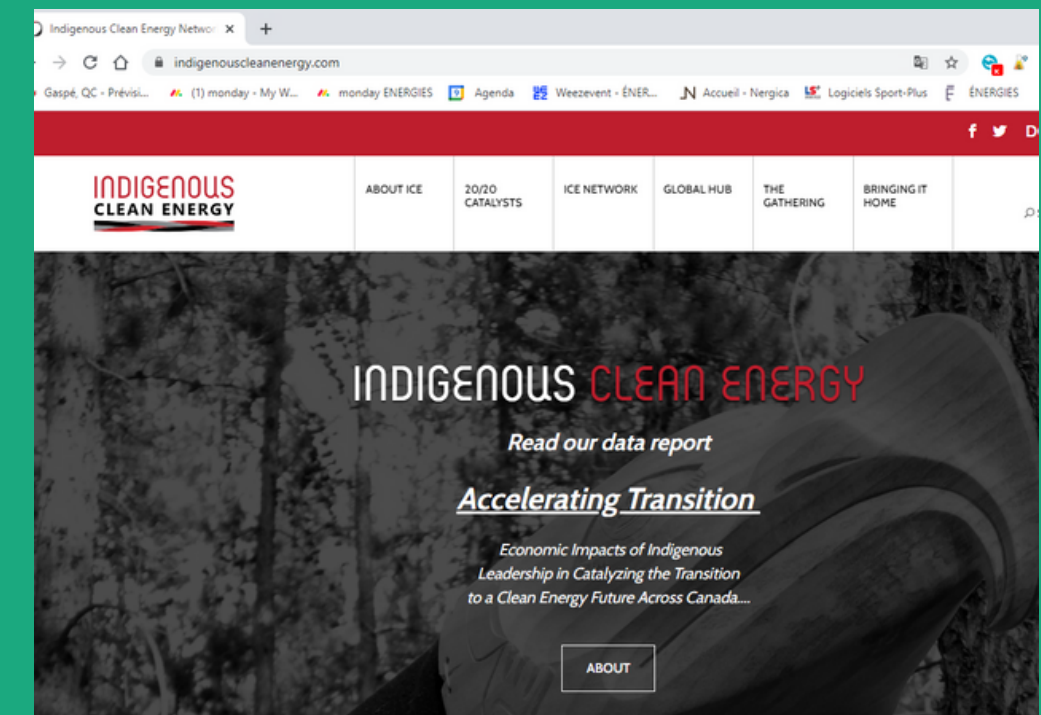 Indigenous Clean Energy Networ
indigenouscleanenergy.com
Gaspé, QC - Prévisi... (1) monday - My W... monday ENERGIES Agenda Weezevent - ÉNER... Accueil - Nergica Logiciels Sport-Plus ÉNERGIES
INDIGENOUS
CLEAN ENERGY
ABOUT ICE
20/20
CATALYSTS
ICE NETWORK
GLOBAL HUB
THE
GATHERING
BRINGING IT
HOME
INDIGENOUS CLEAN ENERGY
Read our data report
Accelerating Transition
Economic Impacts of Indigenous
Leadership in Catalyzing the Transition
to a Clean Energy Future Across Canada....
ABOUT